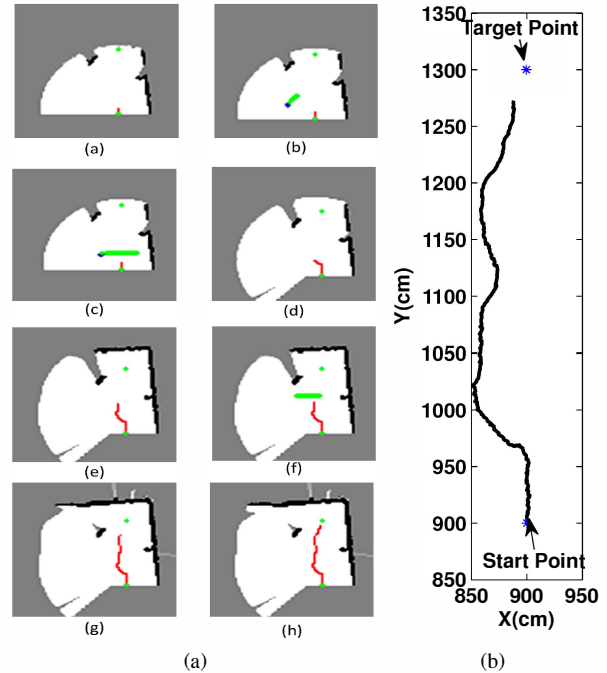 (a)
(b)
(c)
(d)
(e)
(f)
(g)
(h)
(a)
1350
1300
1250
1200
1150
1100
1050
1000
950
900
850
Y(cm)
Target Point
Start Point
850
900
950
X(cm)
(b)